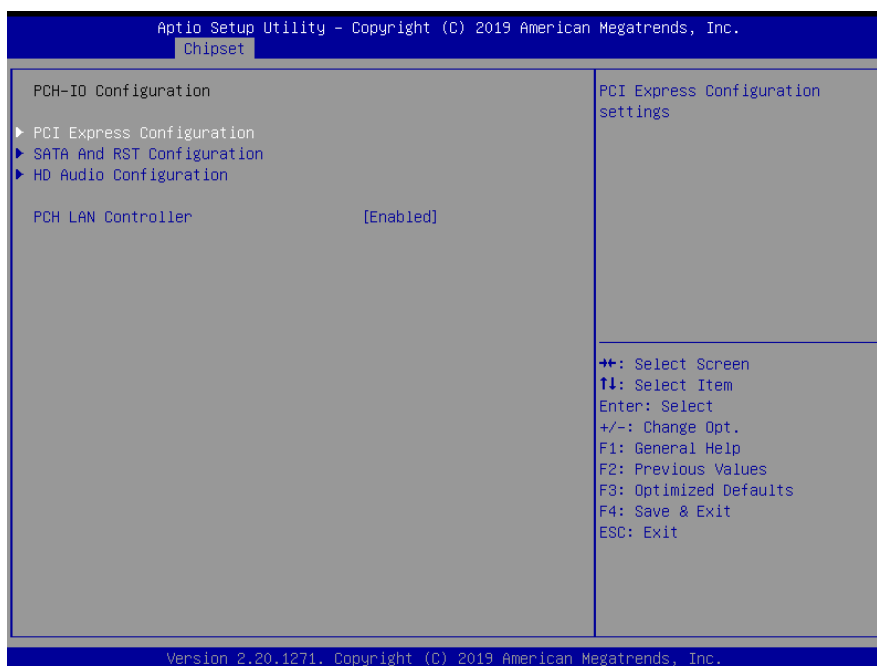 Aptio Setup Utility – Copyright (C) 2019 American Megatrends, Inc.
Chipset
PCH-IO Configuration
PCI Express Configuration
SATA And RST Configuration
HD Audio Configuration
PCH LAN Controller [Enabled]
PCI Express Configuration
settings
→←: Select Screen
↑↓: Select Item
Enter: Select
+/-: Change Opt.
F1: General Help
F2: Previous Values
F3: Optimized Defaults
F4: Save & Exit
ESC: Exit
Version 2.20.1271. Copyright (C) 2019 American Megatrends, Inc.